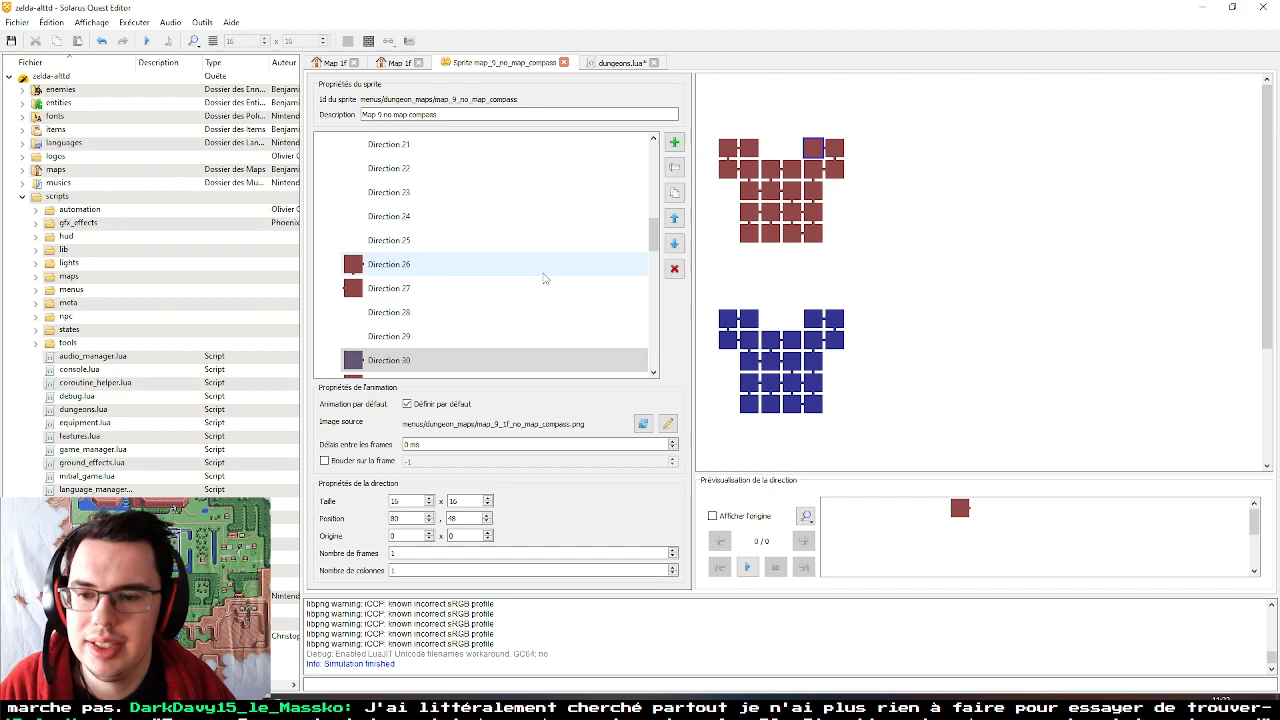 zelda-alttd - Solarus Quest Editor
Fichier Édition Affichage Exécuter Audio Outils Aide
16 x 16
Fichier Description Type Auteur
zelda-alttd Quête
enemies Dossier des Enn... Benjami
entities Dossier des Enti... Benjami
fonts Dossier des Poli... Nintend
items Dossier des Item... Benjami
languages Dossier des Lan... Nintend
logos Olivier C
maps Dossier des Maps Benjami
musics Dossier des Mu... Nintend
scripts
automation Olivier C
gfx_effects Phoenix
hud
lib
lights
maps
menus
meta
npc
states
tools
audio_manager.lua Script
console.lua Script
coroutine_helper.lua Script
debug.lua Script
dungeons.lua Script
equipment.lua Script
features.lua Script
game_manager.lua Script
ground_effects.lua Script
initial_game.lua Script
language_manager... Script
Nintend
Christop
Map 1f Map 1f Sprite map_9_no_map_compass dungeons.lua*
Propriétés du sprite
Id du sprite menus/dungeon_maps/map_9_no_map_compass
Description Map 9 no map compass
Direction 21
Direction 22
Direction 23
Direction 24
Direction 25
Direction 26
Direction 27
Direction 28
Direction 29
Direction 30
Propriétés de l'animation
Animation par défaut Définir par défaut
Image source menus/dungeon_maps/map_9_1f_no_map_compass.png
Délais entre les frames 0 ms
Bouder sur la frame -1
Propriétés de la direction
Taille 16 x 16
Position 80 , 48
Origine 0 x 0
Nombre de frames 1
Nombre de colonnes 1
Prévisualisation de la direction
Afficher l'origine
0 / 0
libpng warning: iCCP: known incorrect sRGB profile
libpng warning: iCCP: known incorrect sRGB profile
libpng warning: iCCP: known incorrect sRGB profile
libpng warning: iCCP: known incorrect sRGB profile
libpng warning: iCCP: known incorrect sRGB profile
Debug: Enabled LuaJIT Unicode filenames workaround. GC64: no
Info: Simulation finished
marche pas. DarkDavy15_le_Massko: J'ai littéralement cherché partout je n'ai plus rien à faire pour essayer de trouver-